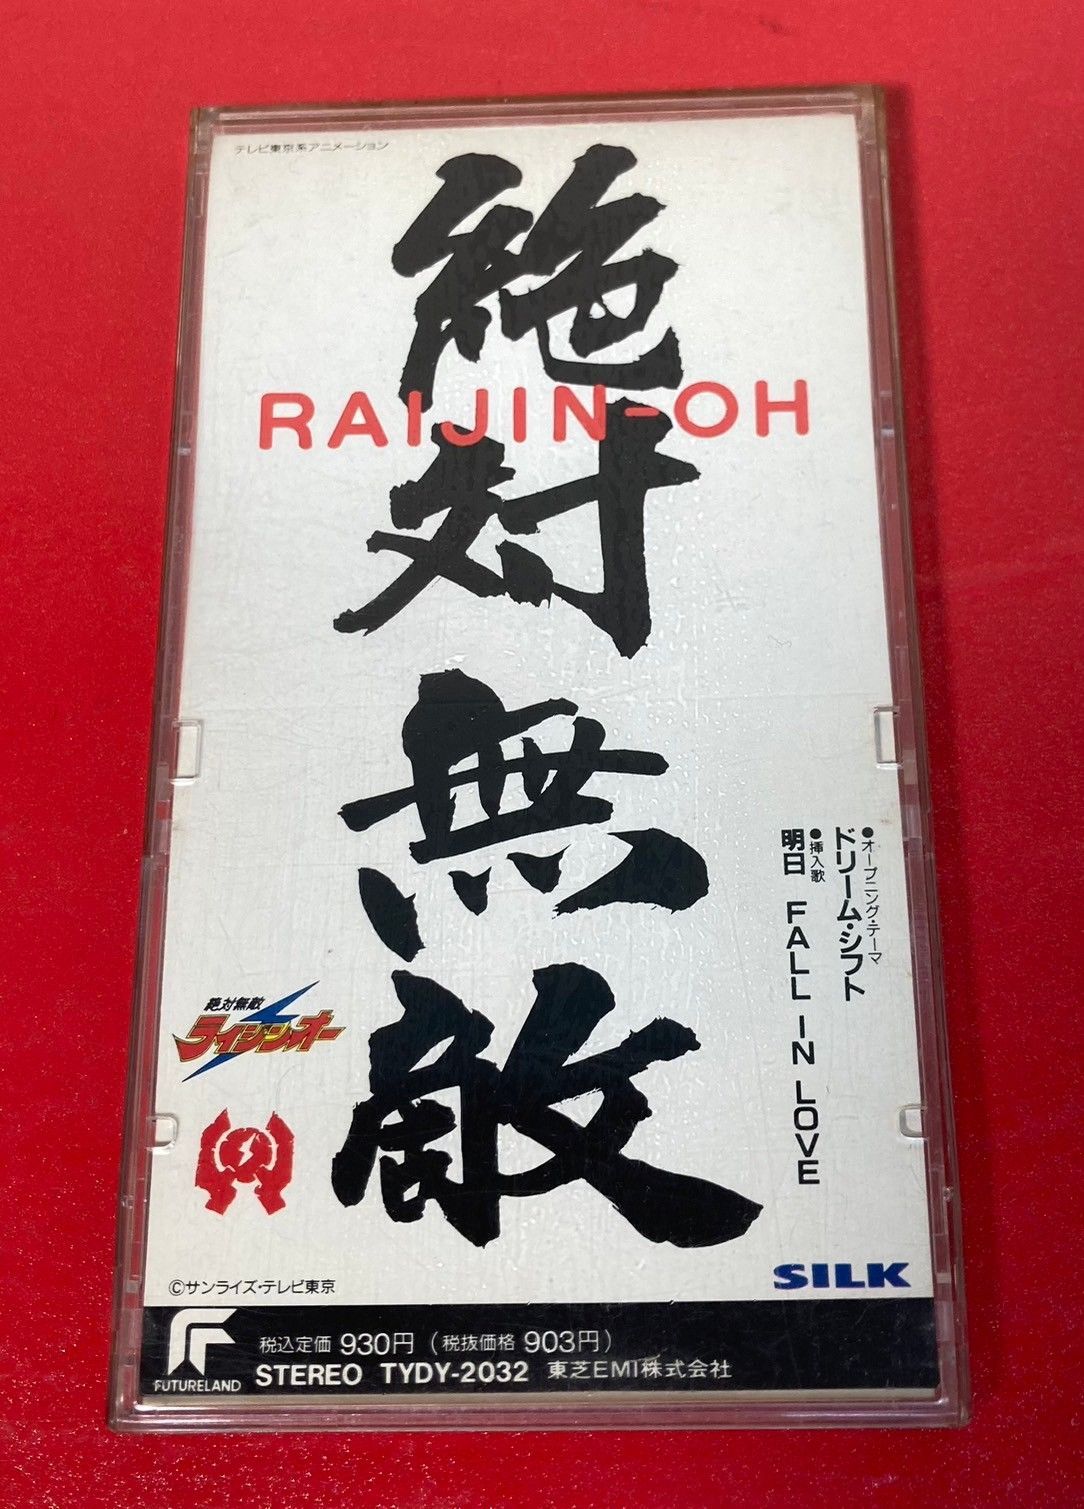 テレビ東京系アニメーション
絶対無敵
RAIJIN-OH
●オープニング・テーマ
ドリーム・シフト
●挿入歌
明日 FALL IN LOVE
絶対無敵
ライジンオー
SILK
©サンライズ・テレビ東京
FUTURELAND
税込定価 930円(税抜価格 903円)
STEREO TYDY-2032 東芝EMI株式会社